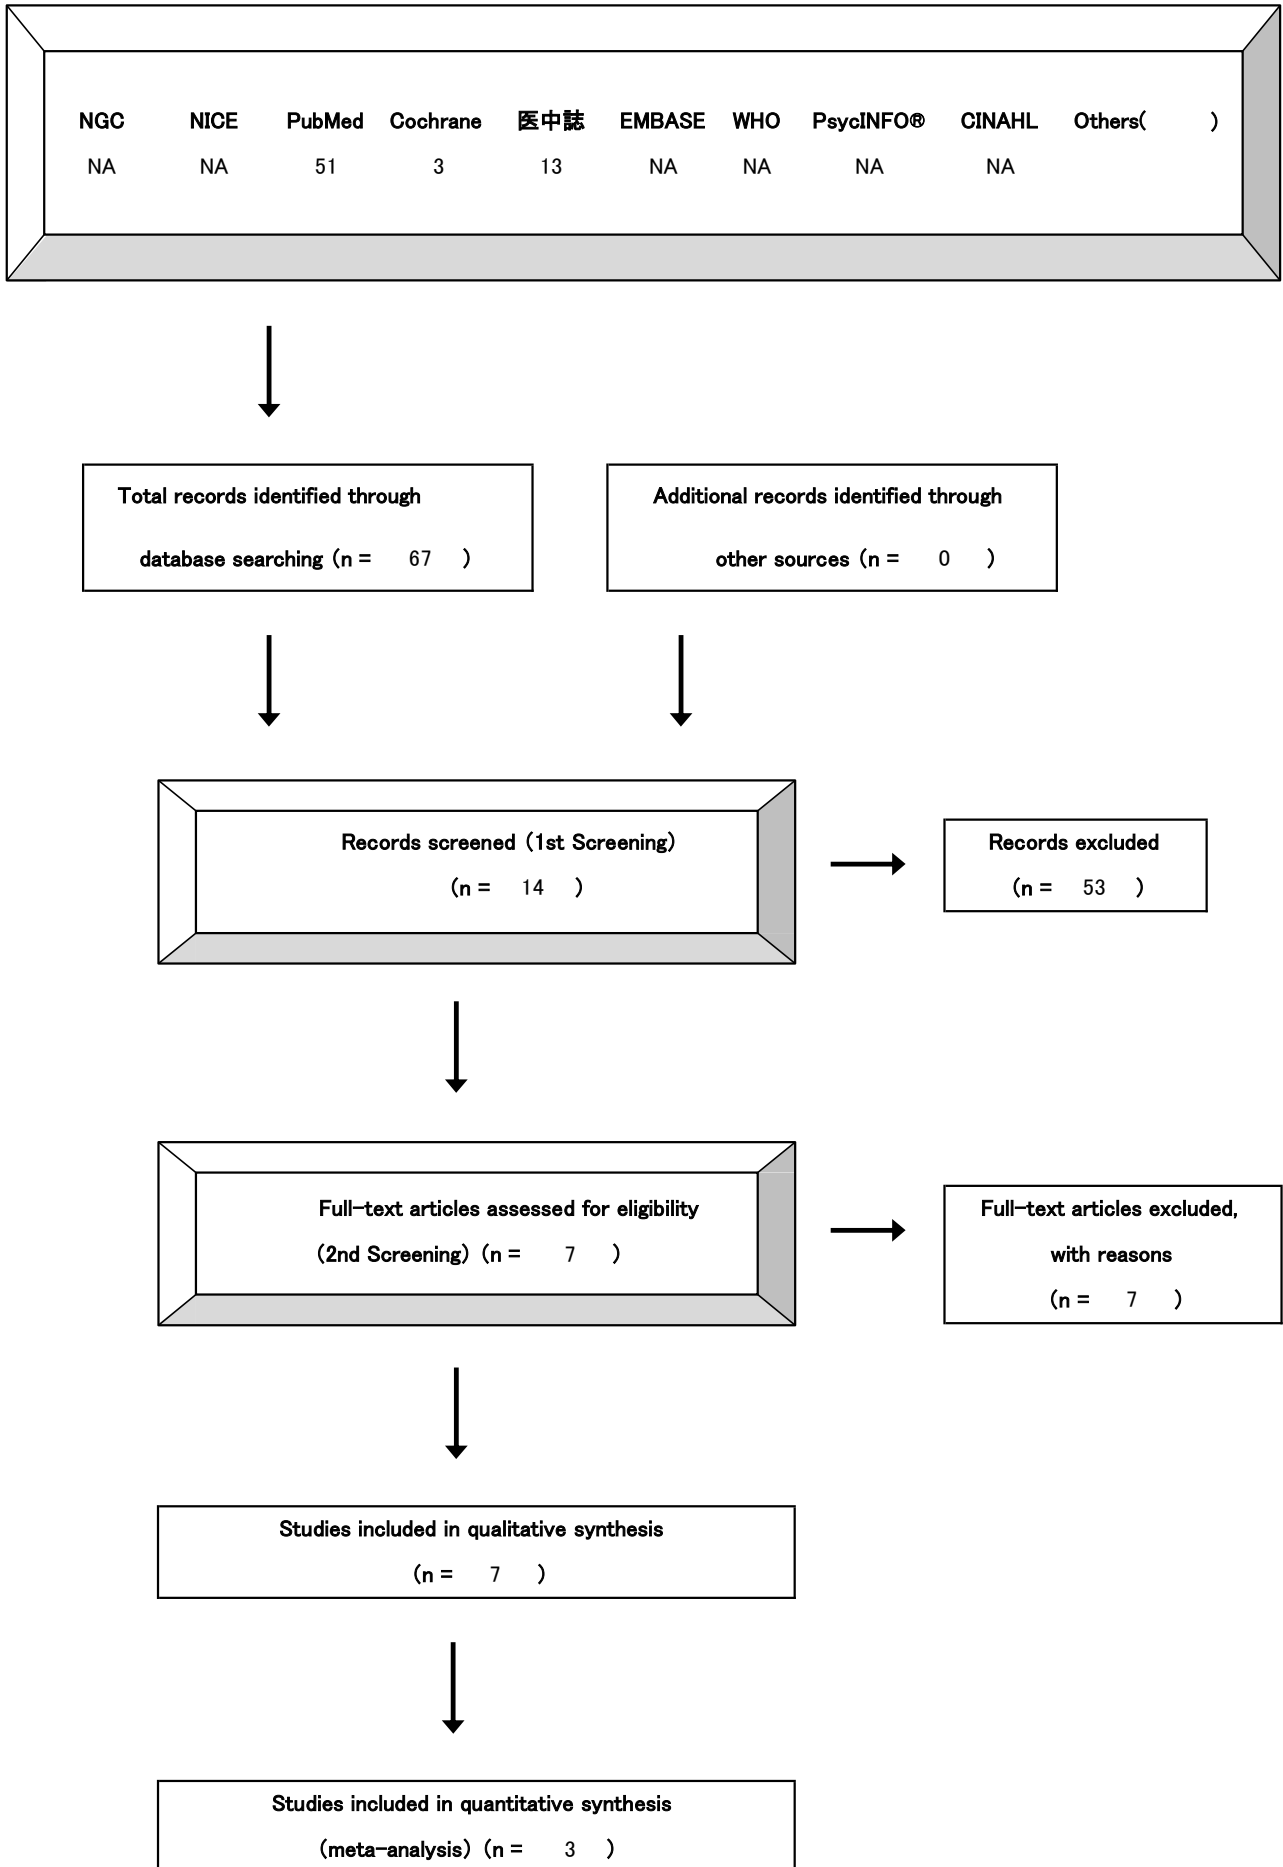 NGC NICE PubMed Cochrane 医中誌 EMBASE WHO PsycINFO® CINAHL Others( )
NA NA 51 3 13 NA NA NA NA
Total records identified through
database searching (n = 67 )
Additional records identified through
other sources (n = 0 )
Records screened (1st Screening)
(n = 14 )
Records excluded
(n = 53 )
Full-text articles assessed for eligibility
(2nd Screening) (n = 7 )
Full-text articles excluded,
with reasons
(n = 7 )
Studies included in qualitative synthesis
(n = 7 )
Studies included in quantitative synthesis
(meta-analysis) (n = 3 )